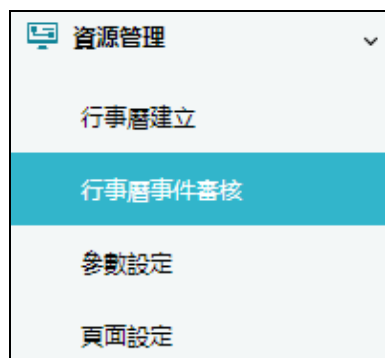 資源管理
行事曆建立
行事曆事件審核
參數設定
頁面設定